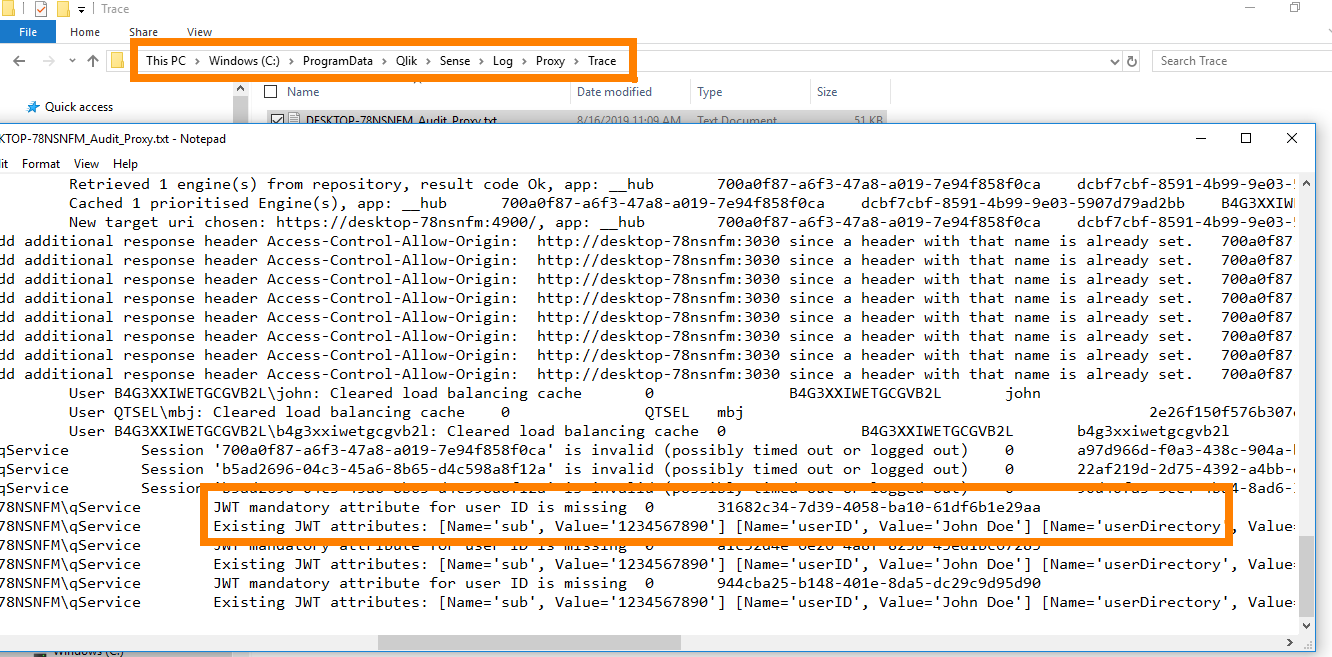 Trace
File Home Share View
This PC > Windows (C:) > ProgramData > Qlik > Sense > Log > Proxy > Trace
Search Trace
Quick access
Name Date modified Type Size
DESKTOP-78NSNFM_Audit_Proxy.txt 8/16/2019 11:09 AM Text Document 51 KB
KTOP-78NSNFM_Audit_Proxy.txt - Notepad
it Format View Help
Retrieved 1 engine(s) from repository, result code Ok, app: __hub 700a0f87-a6f3-47a8-a019-7e94f858f0ca dcbf7cbf-8591-4b99-9e03-5
Cached 1 prioritised Engine(s), app: __hub 700a0f87-a6f3-47a8-a019-7e94f858f0ca dcbf7cbf-8591-4b99-9e03-5907d79ad2bb B4G3XXIW
New target uri chosen: https://desktop-78nsnfm:4900/, app: __hub 700a0f87-a6f3-47a8-a019-7e94f858f0ca dcbf7cbf-8591-4b99-9e03-5
dd additional response header Access-Control-Allow-Origin: http://desktop-78nsnfm:3030 since a header with that name is already set. 700a0f87
dd additional response header Access-Control-Allow-Origin: http://desktop-78nsnfm:3030 since a header with that name is already set. 700a0f87
dd additional response header Access-Control-Allow-Origin: http://desktop-78nsnfm:3030 since a header with that name is already set. 700a0f87
dd additional response header Access-Control-Allow-Origin: http://desktop-78nsnfm:3030 since a header with that name is already set. 700a0f87
dd additional response header Access-Control-Allow-Origin: http://desktop-78nsnfm:3030 since a header with that name is already set. 700a0f87
dd additional response header Access-Control-Allow-Origin: http://desktop-78nsnfm:3030 since a header with that name is already set. 700a0f87
dd additional response header Access-Control-Allow-Origin: http://desktop-78nsnfm:3030 since a header with that name is already set. 700a0f87
dd additional response header Access-Control-Allow-Origin: http://desktop-78nsnfm:3030 since a header with that name is already set. 700a0f87
User B4G3XXIWETGCGVB2L\john: Cleared load balancing cache 0 B4G3XXIWETGCGVB2L john
User QTSEL\mbj: Cleared load balancing cache 0 QTSEL mbj 2e26f150f576b307
User B4G3XXIWETGCGVB2L\b4g3xxiwetgcgvb2l: Cleared load balancing cache 0 B4G3XXIWETGCGVB2L b4g3xxiwetgcgvb2l
qService Session '700a0f87-a6f3-47a8-a019-7e94f858f0ca' is invalid (possibly timed out or logged out) 0 a97d966d-f0a3-438c-904a-
qService Session 'b5ad2696-04c3-45a6-8b65-d4c598a8f12a' is invalid (possibly timed out or logged out) 0 22af219d-2d75-4392-a4bb-
qService Session 'b5ad2696-04c3-45a6-8b65-d4c598a8f12a' is invalid (possibly timed out or logged out) 0
78NSNFM\qService JWT mandatory attribute for user ID is missing 0 31682c34-7d39-4058-ba10-61df6b1e29aa
78NSNFM\qService Existing JWT attributes: [Name='sub', Value='1234567890'] [Name='userID', Value='John Doe'] [Name='userDirectory', Value=
78NSNFM\qService JWT mandatory attribute for user ID is missing 0
78NSNFM\qService Existing JWT attributes: [Name='sub', Value='1234567890'] [Name='userID', Value='John Doe'] [Name='userDirectory', Value=
78NSNFM\qService JWT mandatory attribute for user ID is missing 0 944cba25-b148-401e-8da5-dc29c9d95d90
78NSNFM\qService Existing JWT attributes: [Name='sub', Value='1234567890'] [Name='userID', Value='John Doe'] [Name='userDirectory', Value=
Windows (C:)